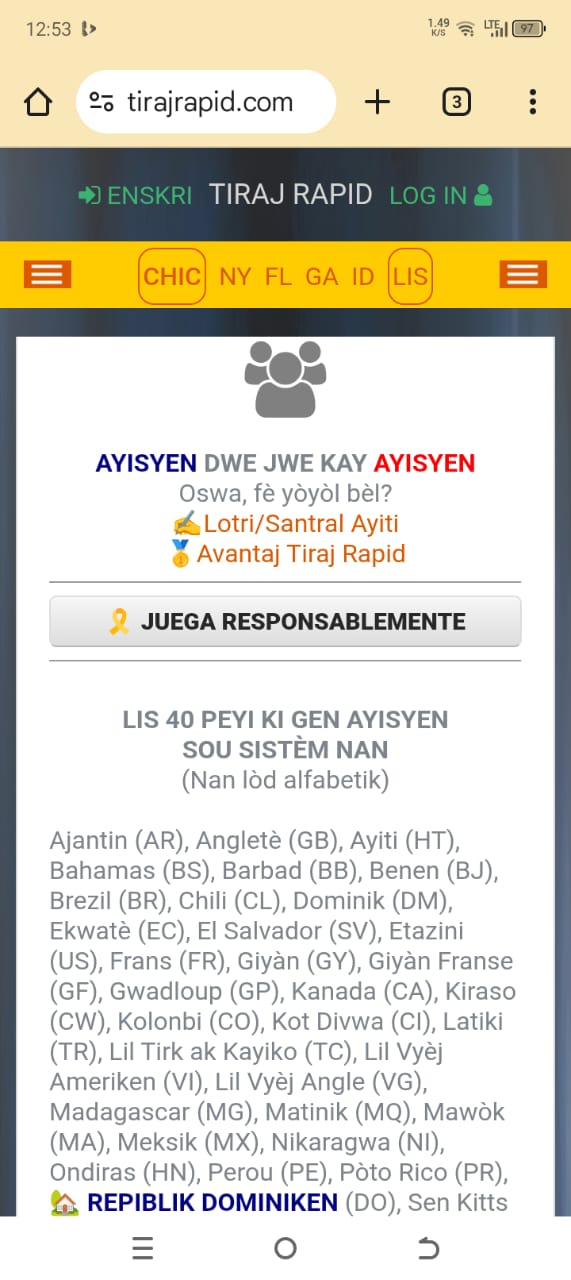 12:53
1.49
K/S
LTE
97
tirajrapid.com
3
ENSKRI TIRAJ RAPID LOG IN
CHIC NY FL GA ID LIS
AYISYEN DWE JWE KAY AYISYEN
Oswa, fè yòyòl bèl?
✍Lotri/Santral Ayiti
🥇Avantaj Tiraj Rapid
🎗 JUEGA RESPONSABLEMENTE
LIS 40 PEYI KI GEN AYISYEN
SOU SISTÈM NAN
(Nan lòd alfabetik)
Ajantin (AR), Angletè (GB), Ayiti (HT),
Bahamas (BS), Barbad (BB), Benen (BJ),
Brezil (BR), Chili (CL), Dominik (DM),
Ekwatè (EC), El Salvador (SV), Etazini
(US), Frans (FR), Giyàn (GY), Giyàn Franse
(GF), Gwadloup (GP), Kanada (CA), Kiraso
(CW), Kolonbi (CO), Kot Divwa (CI), Latiki
(TR), Lil Tirk ak Kayiko (TC), Lil Vyèj
Ameriken (VI), Lil Vyèj Angle (VG),
Madagascar (MG), Matinik (MQ), Mawòk
(MA), Meksik (MX), Nikaragwa (NI),
Ondiras (HN), Perou (PE), Pòto Rico (PR),
🏡 REPIBLIK DOMINIKEN (DO), Sen Kitts